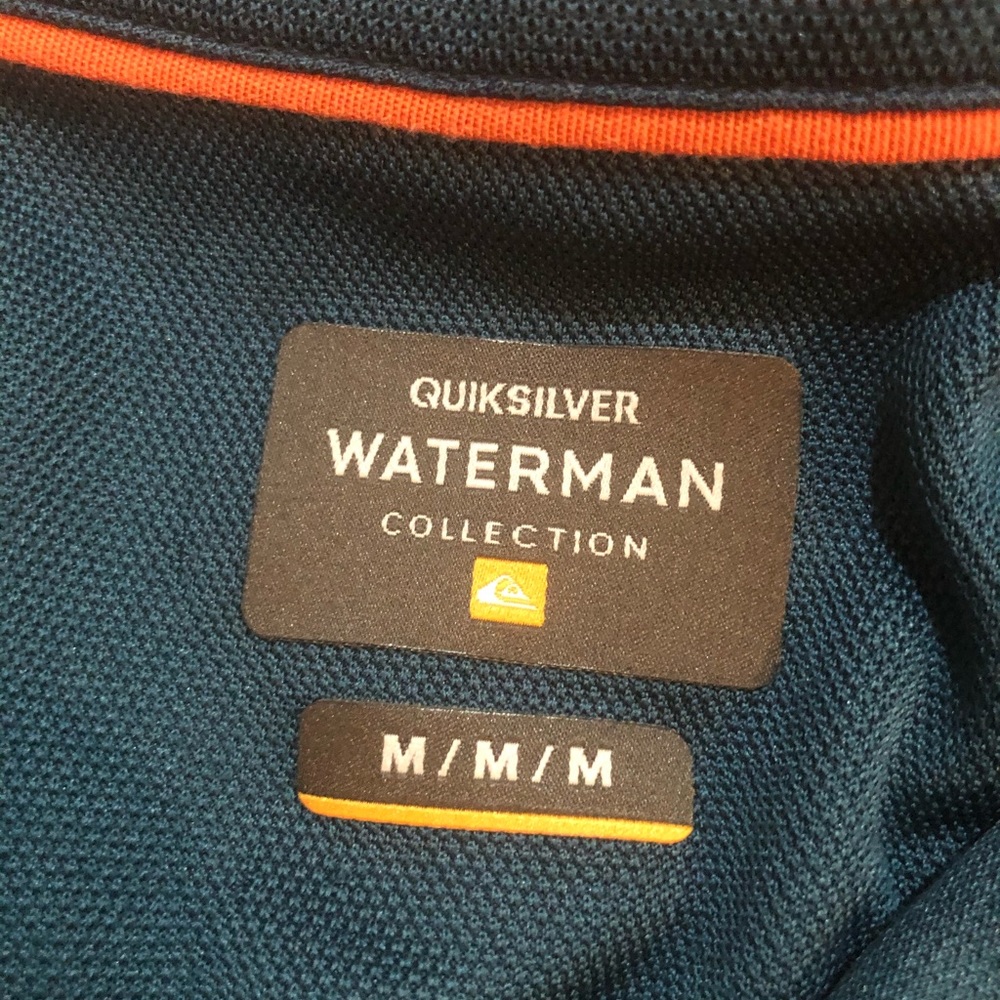 QUIKSILVER
WATERMAN
COLLECTION
M / M / M